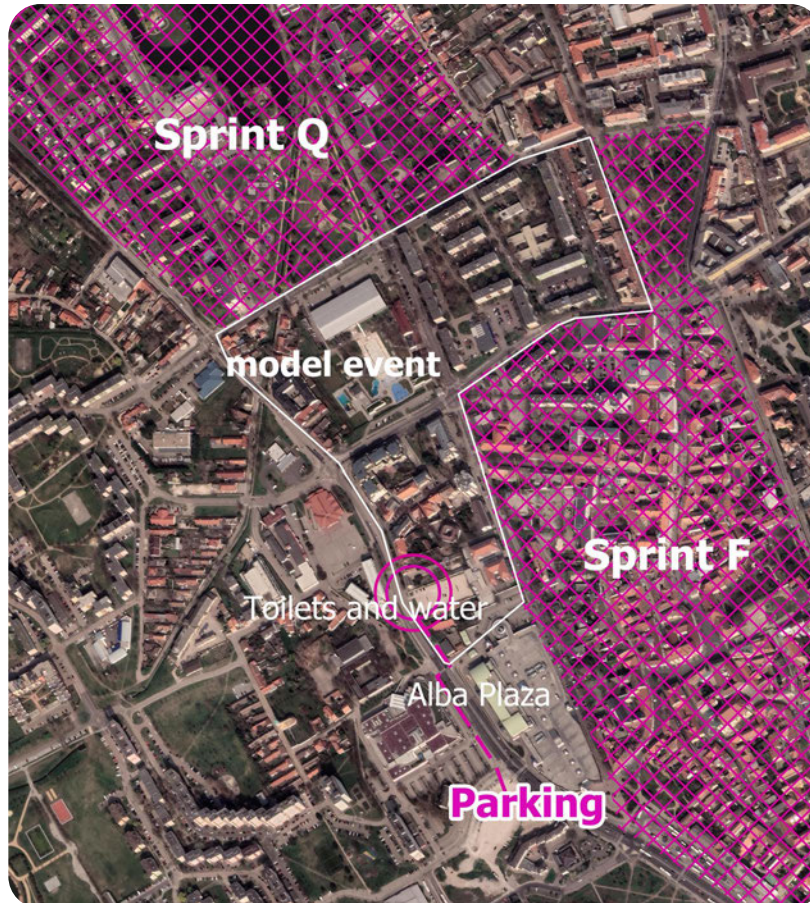 Sprint Q
model event
Sprint F
Toilets and water
Alba Plaza
Parking